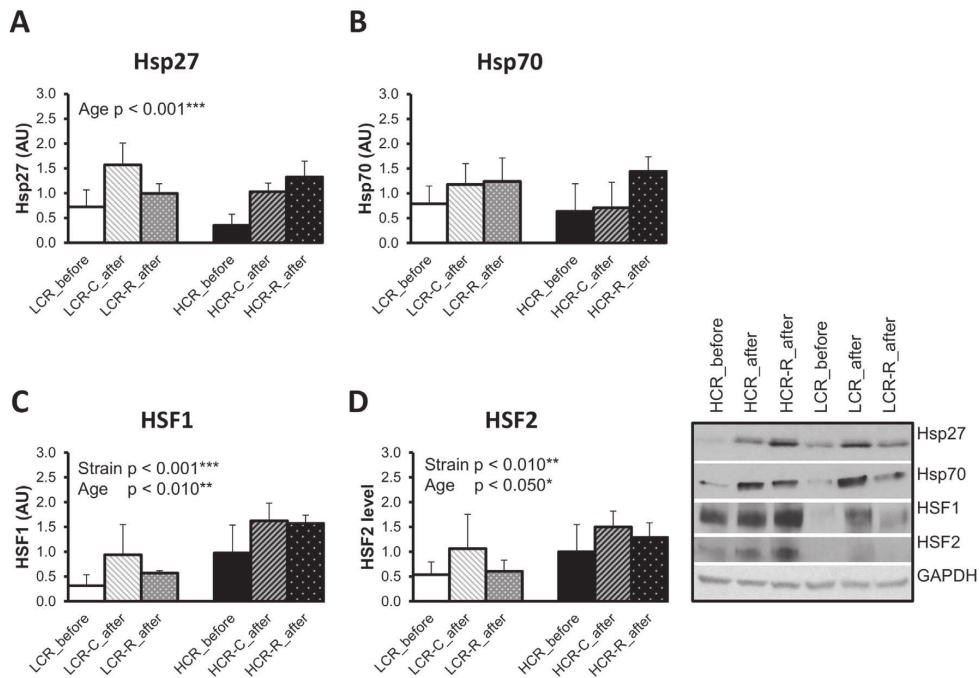 A
Hsp27
Hsp27 (AU)
3.0
2.5
2.0
1.5
1.0
0.5
0.0
Age p < 0.001***
LCR_before
LCR-C_after
LCR-R_after
HCR_before
HCR-C_after
HCR-R_after
B
Hsp70
Hsp70 (AU)
3.0
2.5
2.0
1.5
1.0
0.5
0.0
LCR_before
LCR-C_after
LCR-R_after
HCR_before
HCR-C_after
HCR-R_after
C
HSF1
HSF1 (AU)
3.0
2.5
2.0
1.5
1.0
0.5
0.0
Strain p < 0.001***
Age p < 0.010**
LCR_before
LCR-C_after
LCR-R_after
HCR_before
HCR-C_after
HCR-R_after
D
HSF2
HSF2 level
3.0
2.5
2.0
1.5
1.0
0.5
0.0
Strain p < 0.010**
Age p < 0.050*
LCR_before
LCR-C_after
LCR-R_after
HCR_before
HCR-C_after
HCR-R_after
HCR_before
HCR_after
HCR-R_after
LCR_before
LCR_after
LCR-R_after
Hsp27
Hsp70
HSF1
HSF2
GAPDH